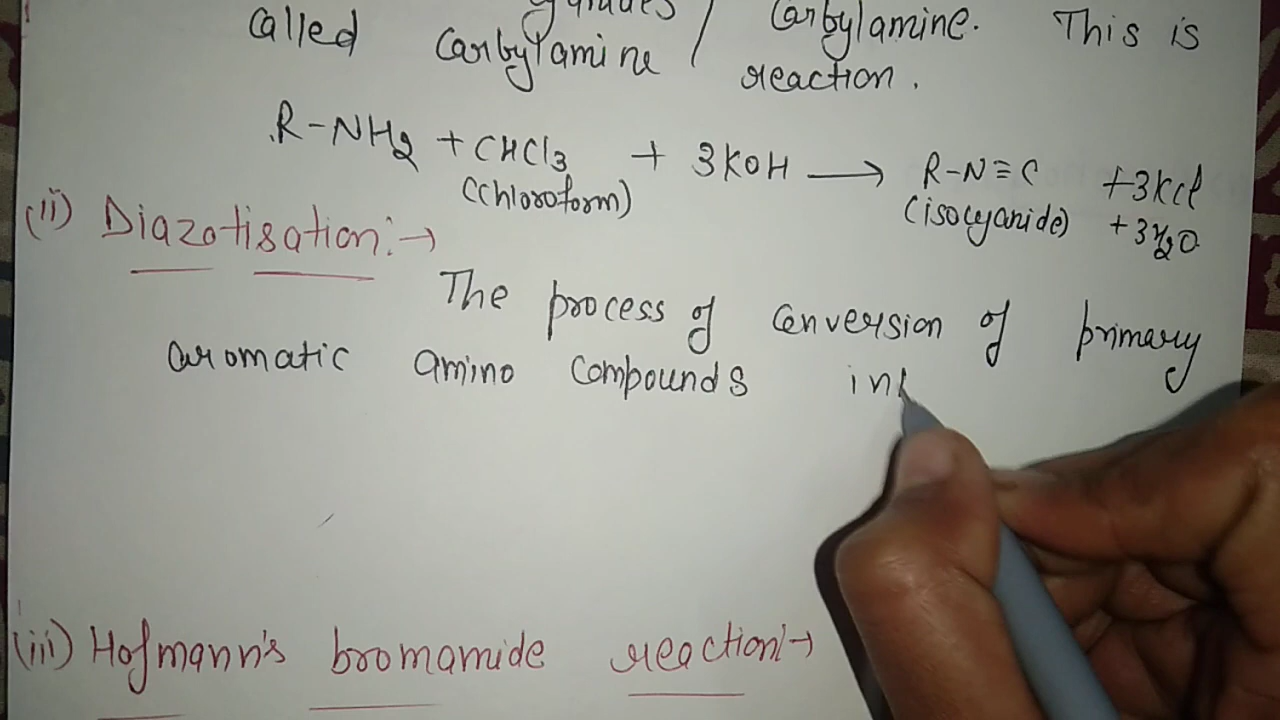 called carbylamine / carbylamine. This is
reaction.
R-NH2 + CHCl3 + 3KOH → R-N≡C +3KCl
(chloroform) (isocyanide) +3H2O
(ii) Diazotisation:→
The process of conversion of primary
aromatic amino compounds int
(iii) Hofmann's bromamide reaction:→